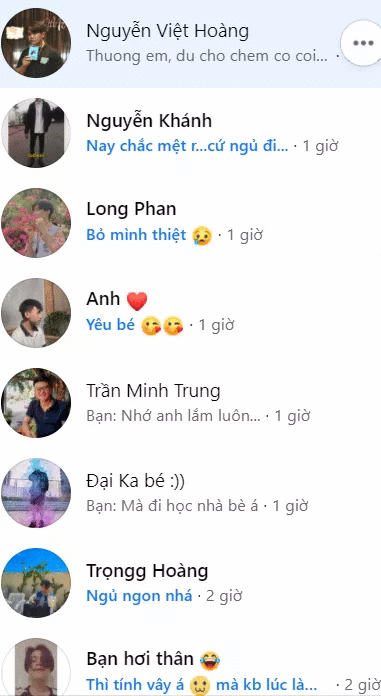 Nguyễn Việt Hoàng
Thuong em, du cho chem co coi... ·
Nguyễn Khánh
Nay chắc mệt r...cứ ngủ đi... · 1 giờ
Long Phan
Bỏ mình thiệt 😢 · 1 giờ
Anh ❤️
Yêu bé 😘😘 · 1 giờ
Trần Minh Trung
Bạn: Nhớ anh lắm luôn... · 1 giờ
Đại Ka bé :))
Bạn: Mà đi học nhà bè á · 1 giờ
Trọngg Hoàng
Ngủ ngon nhá · 2 giờ
Bạn hơi thân 😂
Thì tính vậy á 🥴 mà kb lúc là... · 2 giờ